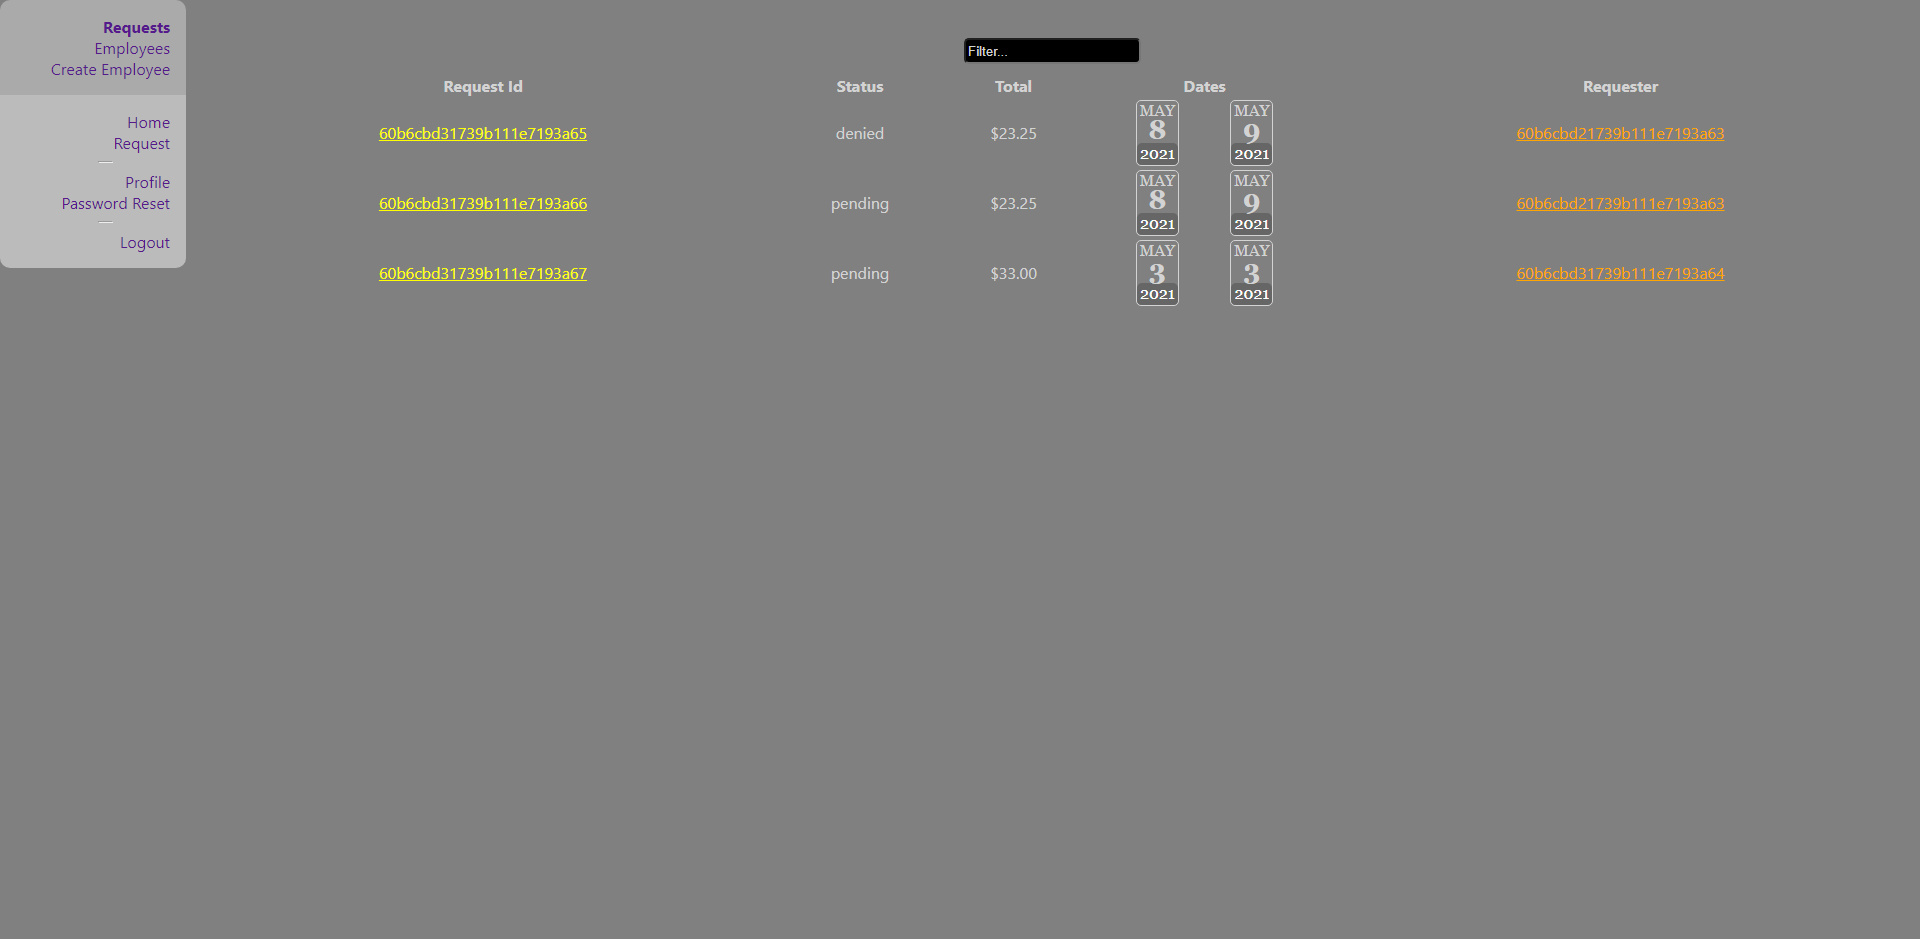 Requests
Employees
Create Employee
Home
Request
Profile
Password Reset
Logout
Filter...
Request Id Status Total Dates Requester
60b6cbd31739b111e7193a65 denied $23.25 MAY 8 2021 MAY 9 2021 60b6cbd21739b111e7193a63
60b6cbd31739b111e7193a66 pending $23.25 MAY 8 2021 MAY 9 2021 60b6cbd21739b111e7193a63
60b6cbd31739b111e7193a67 pending $33.00 MAY 3 2021 MAY 3 2021 60b6cbd31739b111e7193a64